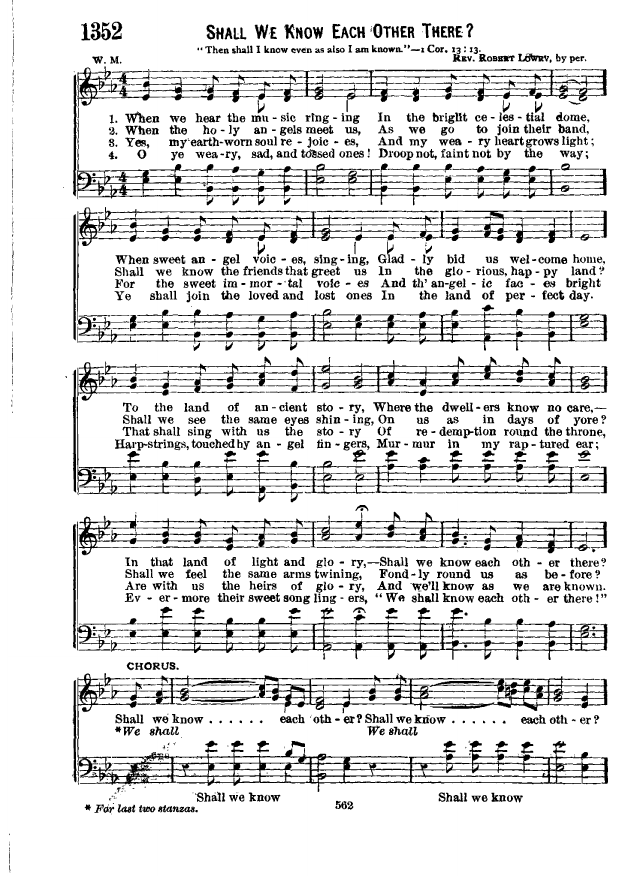 1352
SHALL WE KNOW EACH OTHER THERE?
"Then shall I know even as also I am known."—1 Cor. 13:13.
W. M.
REV. ROBERT LOWRY, by per.
1. When we hear the mu - sic ring - ing In the bright ce - les - tial dome,
2. When the ho - ly an - gels meet us, As we go to join their band,
3. Yes, my earth-worn soul re - joic - es, And my wea - ry heart grows light;
4. O ye wea-ry, sad, and tossed ones! Droop not, faint not by the way;
When sweet an - gel voic - es, sing-ing, Glad - ly bid us wel-come home,
Shall we know the friends that greet us In the glo - rious, hap - py land?
For the sweet im - mor - tal voic - es And th' an-gel - ic fac - es bright
Ye shall join the loved and lost ones In the land of per - fect day.
To the land of an - cient sto - ry, Where the dwell-ers know no care,—
Shall we see the same eyes shin - ing, On us as in days of yore?
That shall sing with us the sto - ry Of re - demp-tion round the throne,
Harp-strings, touched by an - gel fin - gers, Mur - mur in my rap - tured ear;
In that land of light and glo - ry,—Shall we know each oth - er there?
Shall we feel the same arms twining, Fond - ly round us as be - fore?
Are with us the heirs of glo - ry, And we'll know as we are known.
Ev - er - more their sweet song ling - ers, "We shall know each oth - er there!"
CHORUS.
Shall we know . . . . . . each oth - er? Shall we know . . . . . . each oth - er?
*We shall We shall
Shall we know Shall we know
* For last two stanzas.
562